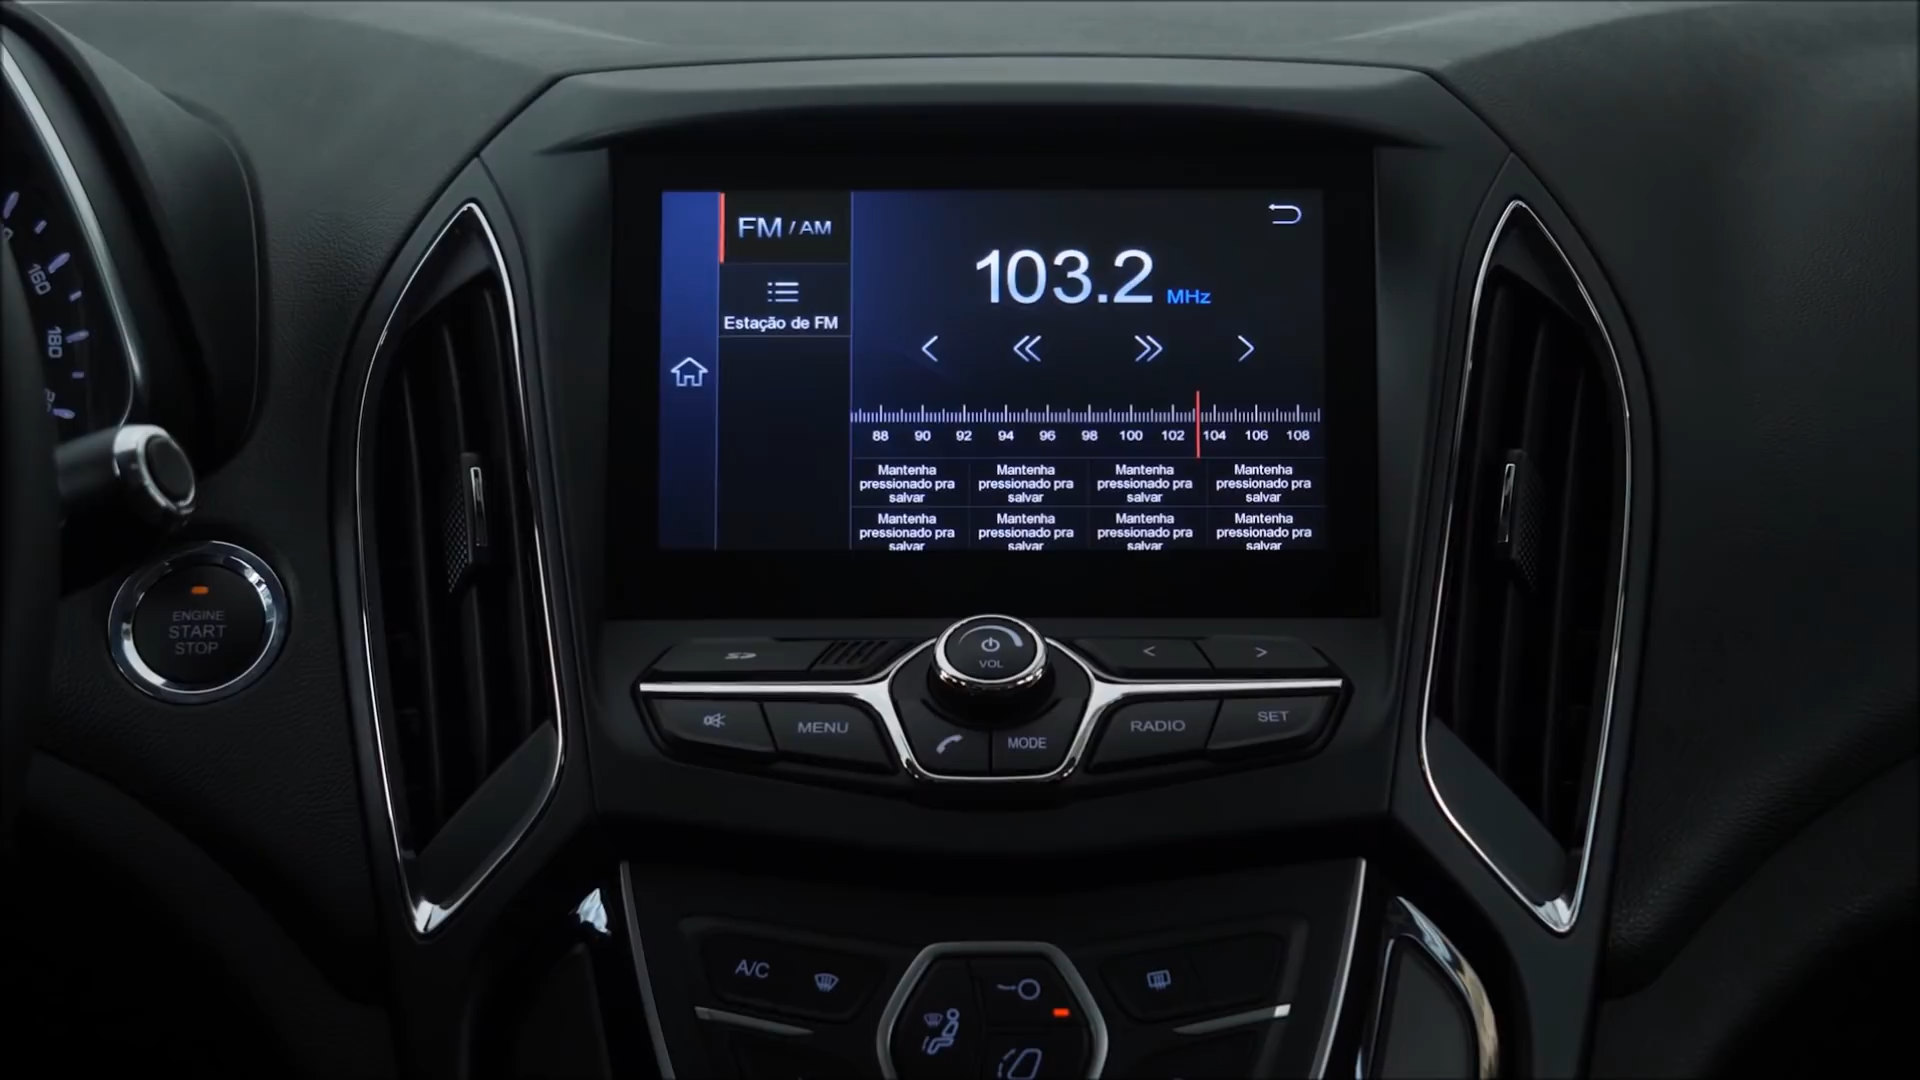 FM / AM
Estação de FM
103.2 MHz
88 90 92 94 96 98 100 102 104 106 108
Mantenha pressionado pra salvar
Mantenha pressionado pra salvar
Mantenha pressionado pra salvar
Mantenha pressionado pra salvar
Mantenha pressionado pra salvar
Mantenha pressionado pra salvar
Mantenha pressionado pra salvar
Mantenha pressionado pra salvar
160
180
ENGINE
START
STOP
VOL
MENU
MODE
RADIO
SET
A/C